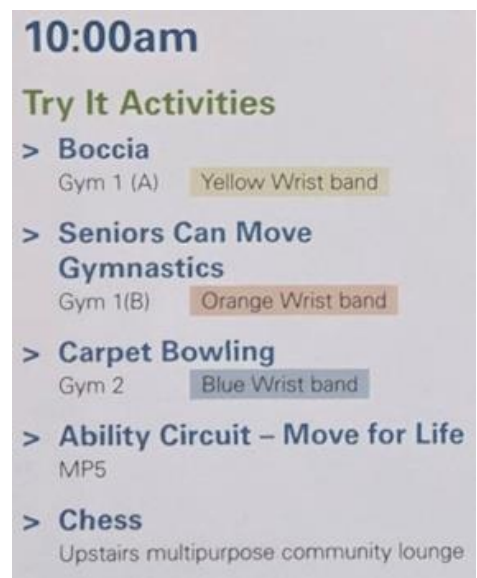 10:00am
Try It Activities
> Boccia
Gym 1 (A) Yellow Wrist band
> Seniors Can Move
Gymnastics
Gym 1(B) Orange Wrist band
> Carpet Bowling
Gym 2 Blue Wrist band
> Ability Circuit – Move for Life
MP5
> Chess
Upstairs multipurpose community lounge